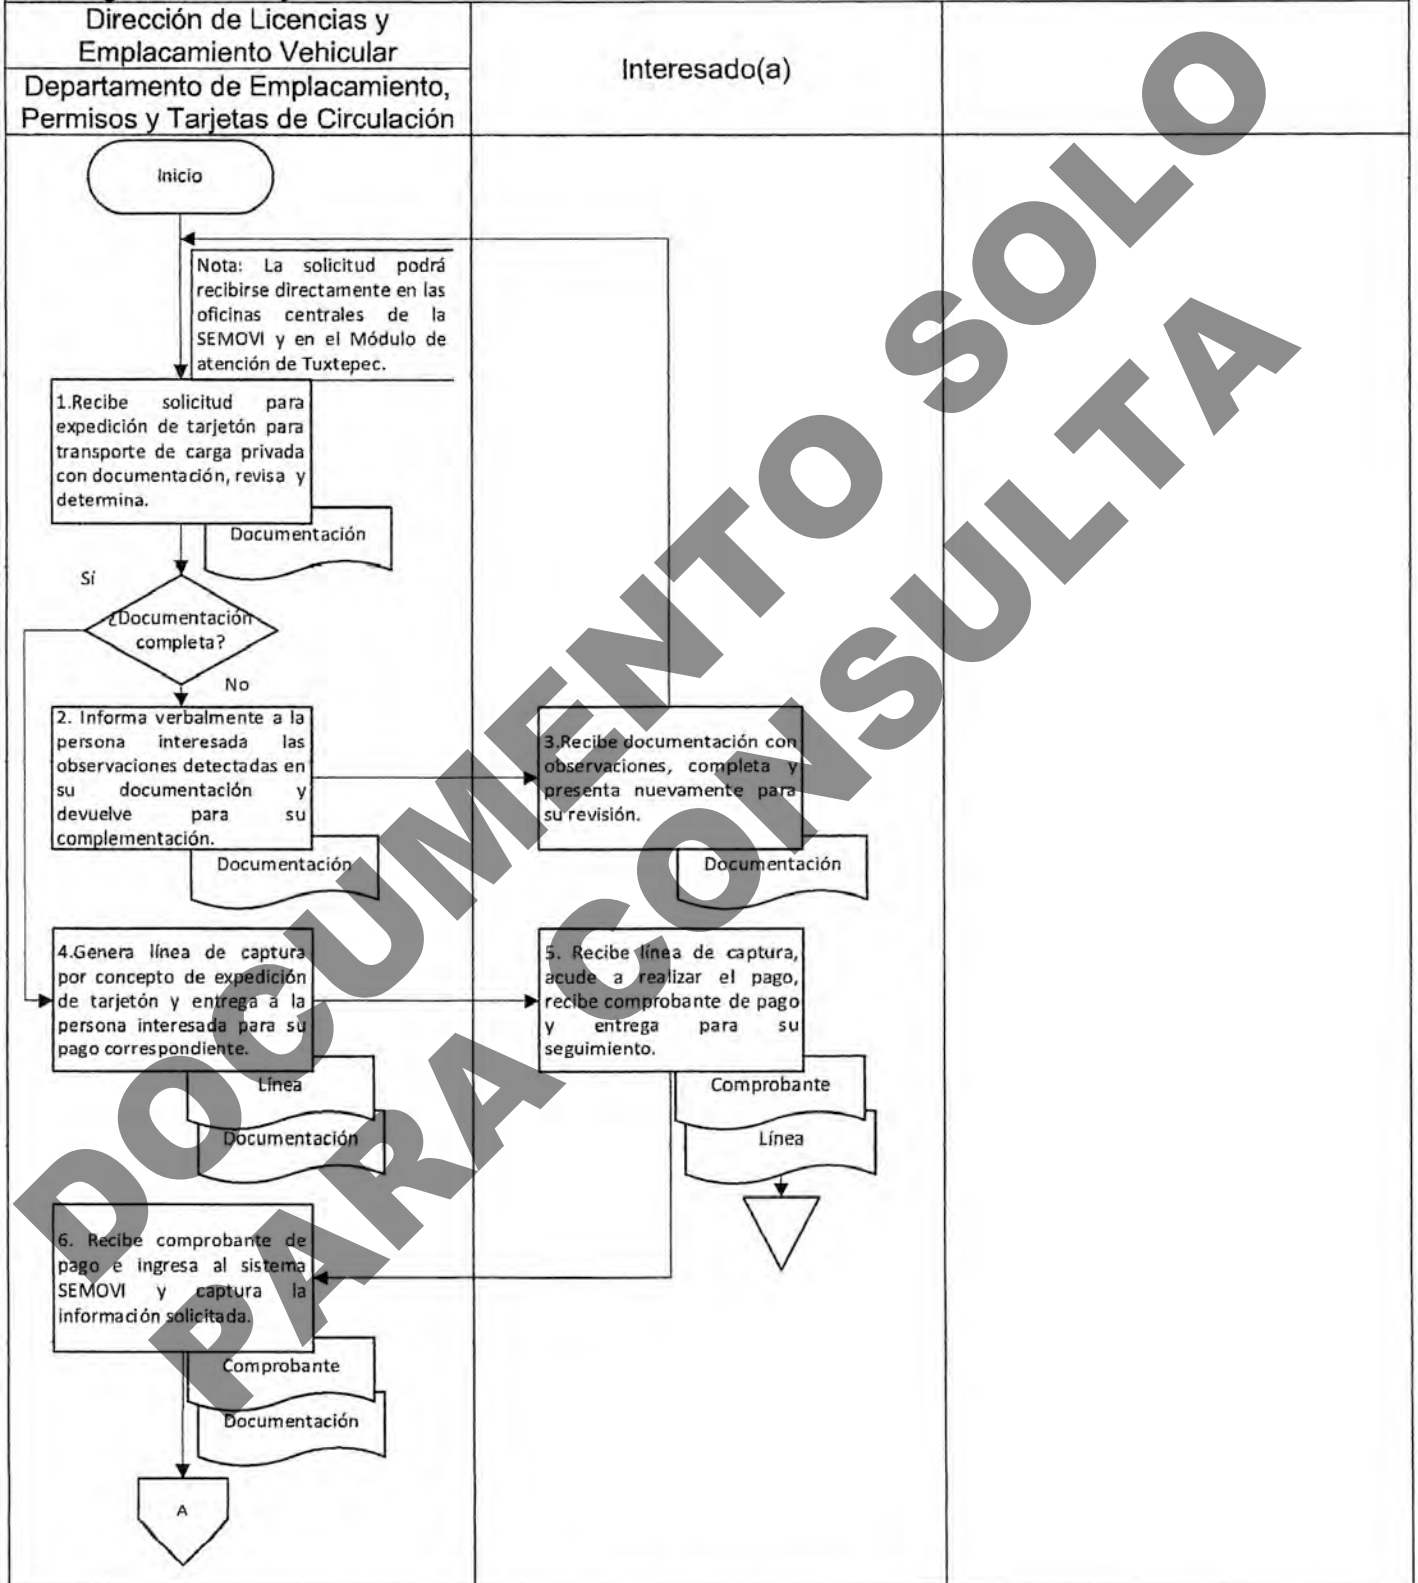 Dirección de Licencias y
Emplacamiento Vehicular
Departamento de Emplacamiento,
Permisos y Tarjetas de Circulación
Interesado(a)
Inicio
Nota: La solicitud podrá
recibirse directamente en las
oficinas centrales de la
SEMOVI y en el Módulo de
atención de Tuxtepec.
1.Recibe solicitud para
expedición de tarjetón para
transporte de carga privada
con documentación, revisa y
determina.
Documentación
Sí
¿Documentación
completa?
No
2. Informa verbalmente a la
persona interesada las
observaciones detectadas en
su documentación y
devuelve para su
complementación.
Documentación
3.Recibe documentación con
observaciones, completa y
presenta nuevamente para
su revisión.
Documentación
4.Genera línea de captura
por concepto de expedición
de tarjetón y entrega a la
persona interesada para su
pago correspondiente.
Línea
Documentación
5. Recibe línea de captura,
acude a realizar el pago,
recibe comprobante de pago
y entrega para su
seguimiento.
Comprobante
Línea
6. Recibe comprobante de
pago e ingresa al sistema
SEMOVI y captura la
información solicitada.
Comprobante
Documentación
A
DOCUMENTO SOLO
PARA CONSULTA